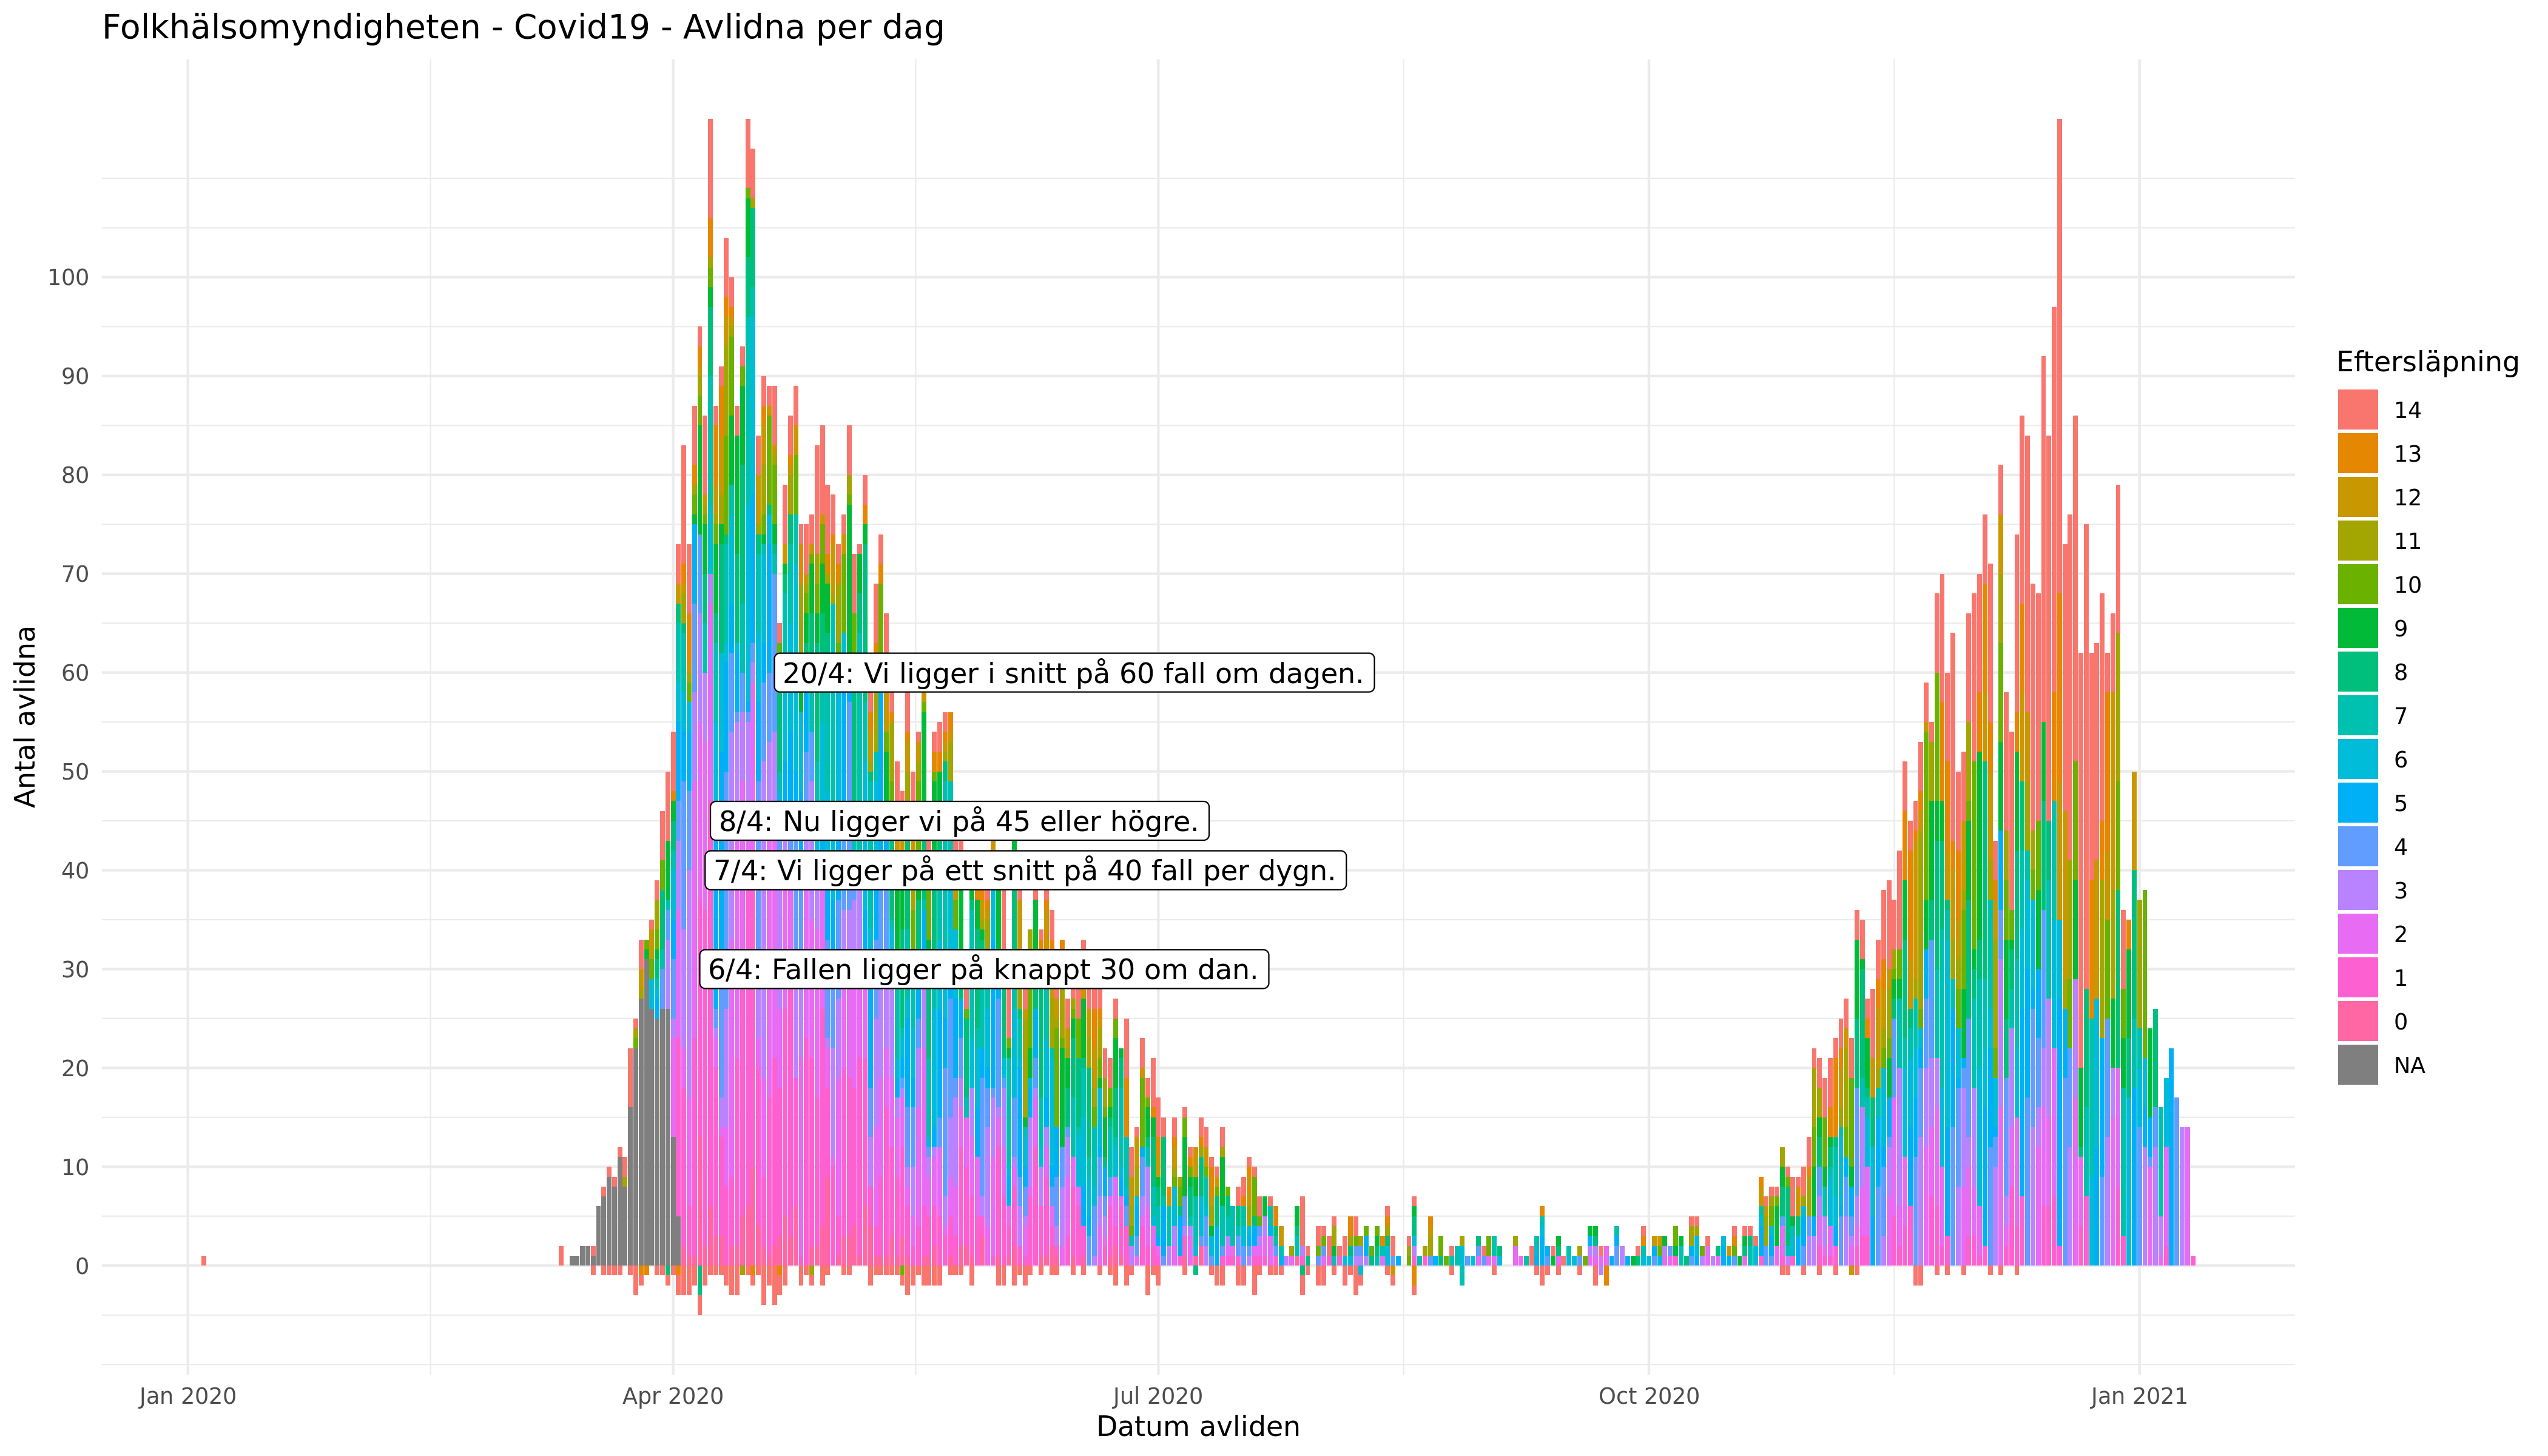 Folkhälsomyndigheten - Covid19 - Avlidna per dag
Antal avlidna
100
90
80
70
60
50
40
30
20
10
0
20/4: Vi ligger i snitt på 60 fall om dagen.
8/4: Nu ligger vi på 45 eller högre.
7/4: Vi ligger på ett snitt på 40 fall per dygn.
6/4: Fallen ligger på knappt 30 om dan.
Jan 2020
Apr 2020
Jul 2020
Oct 2020
Jan 2021
Datum avliden
Eftersläpning
14
13
12
11
10
9
8
7
6
5
4
3
2
1
0
NA